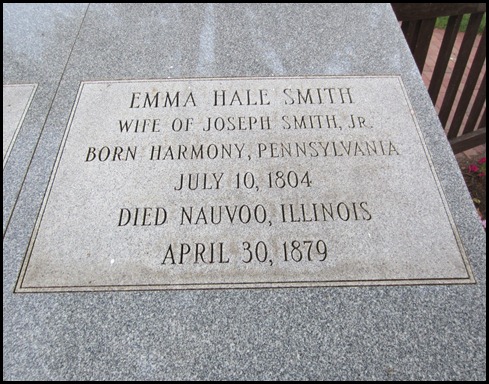 EMMA HALE SMITH
WIFE OF JOSEPH SMITH, JR.
BORN HARMONY, PENNSYLVANIA
JULY 10, 1804
DIED NAUVOO, ILLINOIS
APRIL 30, 1879